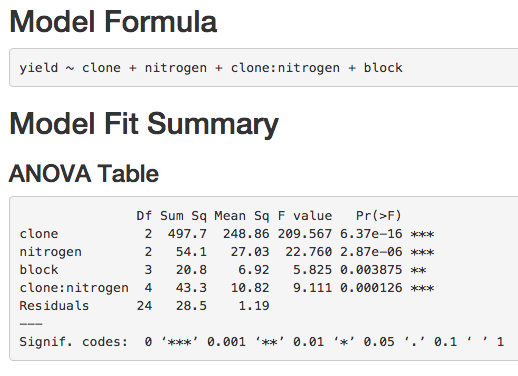 Model Formula
yield ~ clone + nitrogen + clone:nitrogen + block
Model Fit Summary
ANOVA Table
               Df Sum Sq Mean Sq F value   Pr(>F)
clone           2  497.7  248.86 209.567 6.37e−16 ***
nitrogen        2   54.1   27.03  22.760 2.87e−06 ***
block           3   20.8    6.92   5.825 0.003875 **
clone:nitrogen  4   43.3   10.82   9.111 0.000126 ***
Residuals      24   28.5    1.19
−−−
Signif. codes:  0 ‘***’ 0.001 ‘**’ 0.01 ‘*’ 0.05 ‘.’ 0.1 ‘ ’ 1